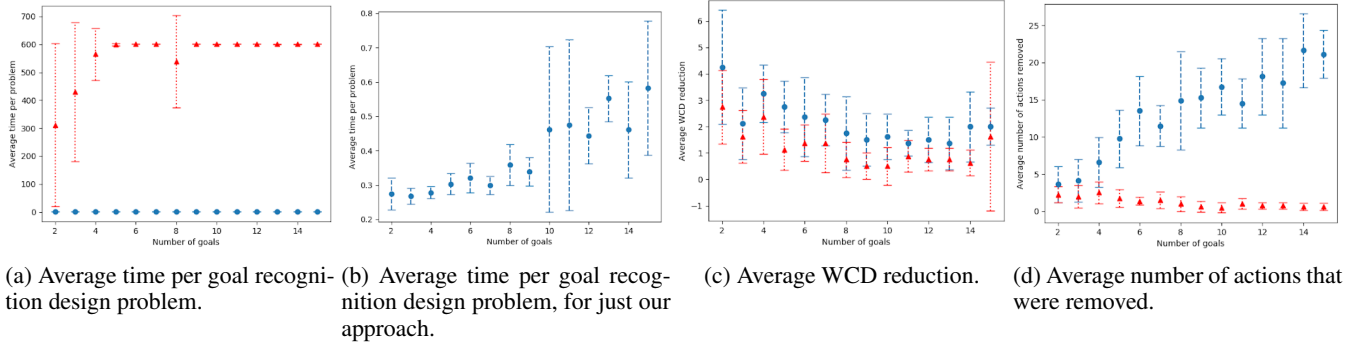 700
600
500
400
300
200
100
0
2 4 6 8 10 12 14
Number of goals
Average time per problem
0.8
0.7
0.6
0.5
0.4
0.3
0.2
2 4 6 8 10 12 14
Number of goals
Average time per problem
6
5
4
3
2
1
0
−1
2 4 6 8 10 12 14
Number of goals
Average WCD reduction
25
20
15
10
5
0
2 4 6 8 10 12 14
Number of goals
Average number of actions removed
(a) Average time per goal recogni-
tion design problem.
(b) Average time per goal recog-
nition design problem, for just our
approach.
(c) Average WCD reduction.
(d) Average number of actions that
were removed.